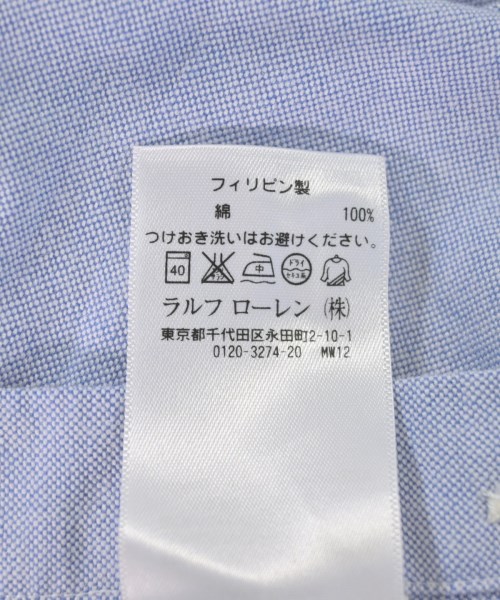 フィリピン製
綿 100%
つけおき洗いはお避けください。
40 中 ドライ
ラルフ ローレン (株)
東京都千代田区永田町2-10-1
0120-3274-20 MW12